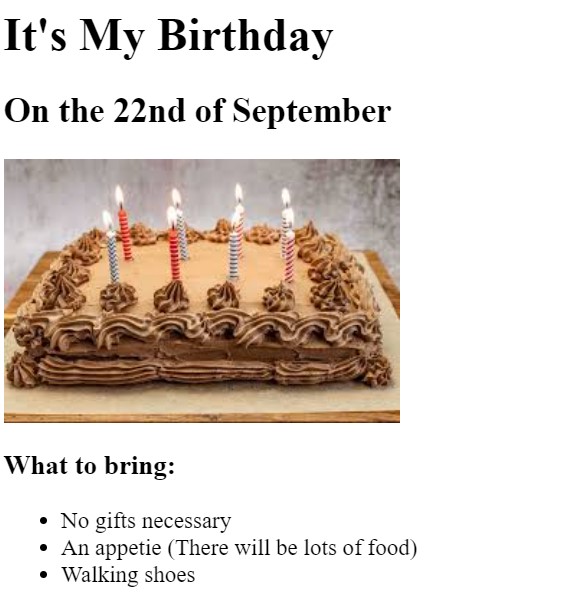 It's My Birthday
On the 22nd of September
What to bring:
• No gifts necessary
• An appetie (There will be lots of food)
• Walking shoes